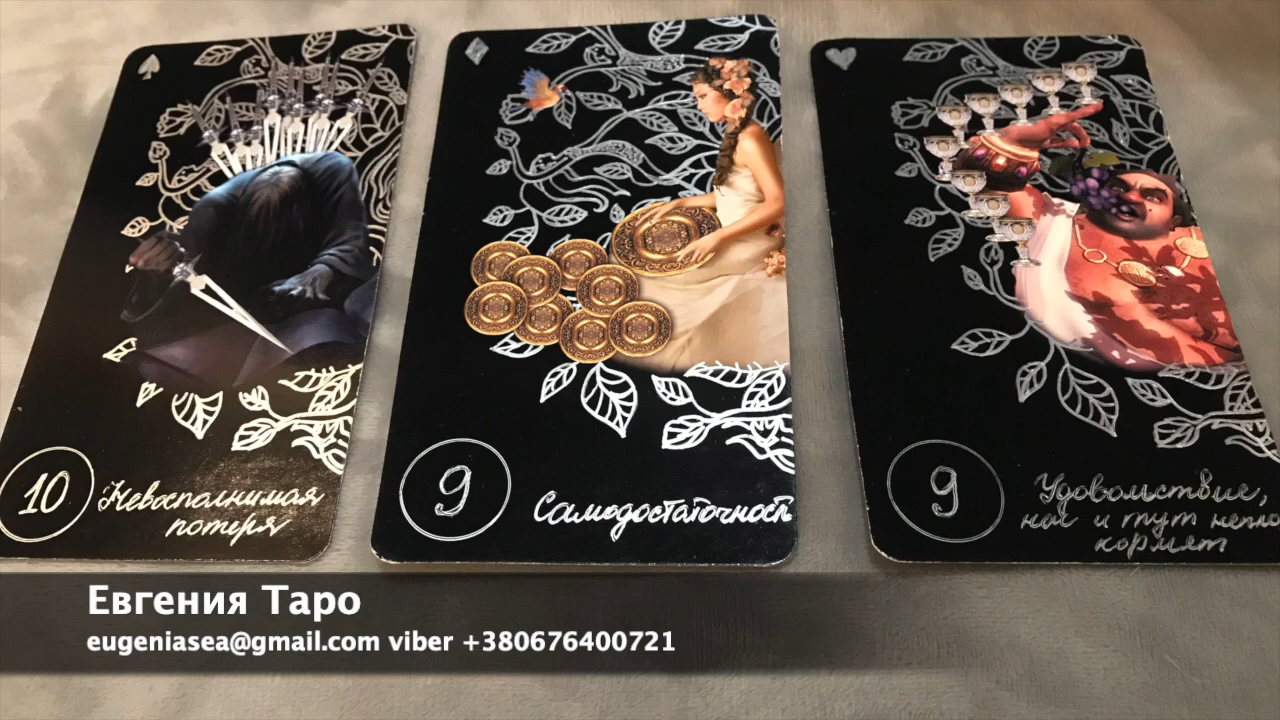 10
Невосполнимая
потеря
9
Самодостаточност
9
Удовольствие,
нас и тут непло
кормят
Евгения Таро
eugeniasea@gmail.com viber +380676400721